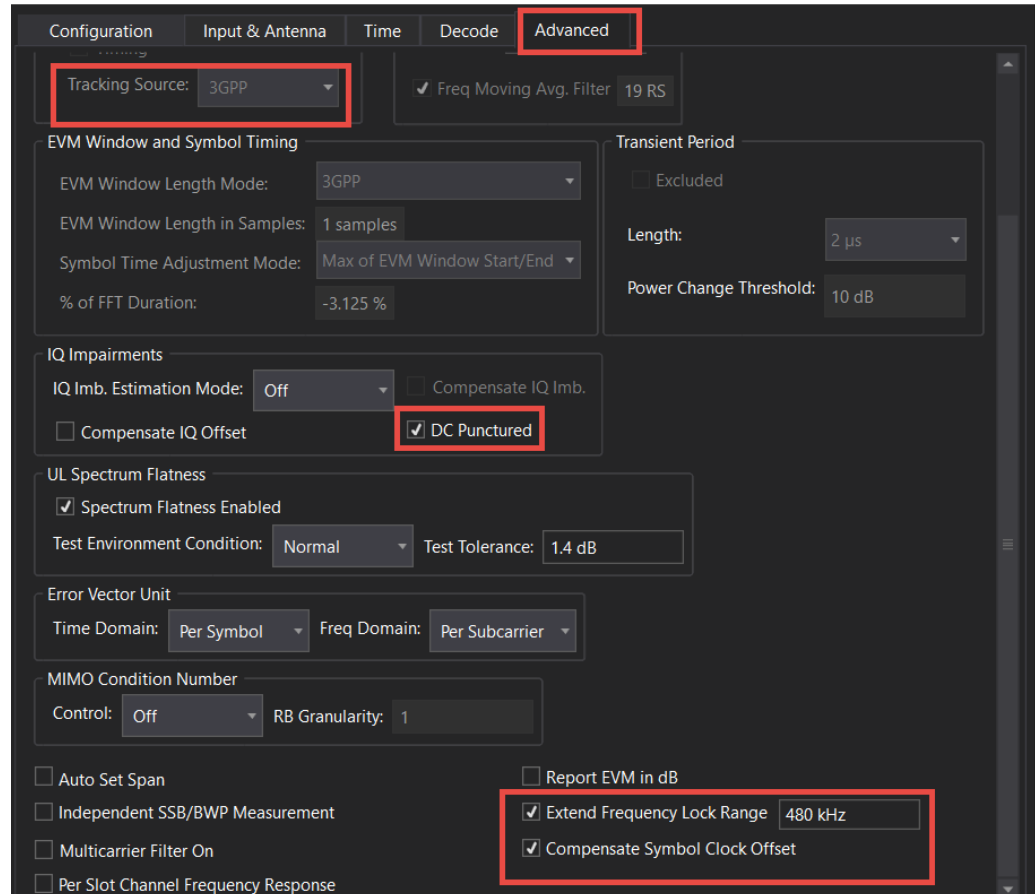 Configuration Input & Antenna Time Decode Advanced
Timing
Tracking Source: 3GPP
Freq Moving Avg. Filter 19 RS
EVM Window and Symbol Timing
EVM Window Length Mode: 3GPP
EVM Window Length in Samples: 1 samples
Symbol Time Adjustment Mode: Max of EVM Window Start/End
% of FFT Duration: -3.125 %
Transient Period
Excluded
Length: 2 µs
Power Change Threshold: 10 dB
IQ Impairments
IQ Imb. Estimation Mode: Off Compensate IQ Imb.
Compensate IQ Offset DC Punctured
UL Spectrum Flatness
Spectrum Flatness Enabled
Test Environment Condition: Normal Test Tolerance: 1.4 dB
Error Vector Unit
Time Domain: Per Symbol Freq Domain: Per Subcarrier
MIMO Condition Number
Control: Off RB Granularity: 1
Auto Set Span Report EVM in dB
Independent SSB/BWP Measurement Extend Frequency Lock Range 480 kHz
Multicarrier Filter On Compensate Symbol Clock Offset
Per Slot Channel Frequency Response